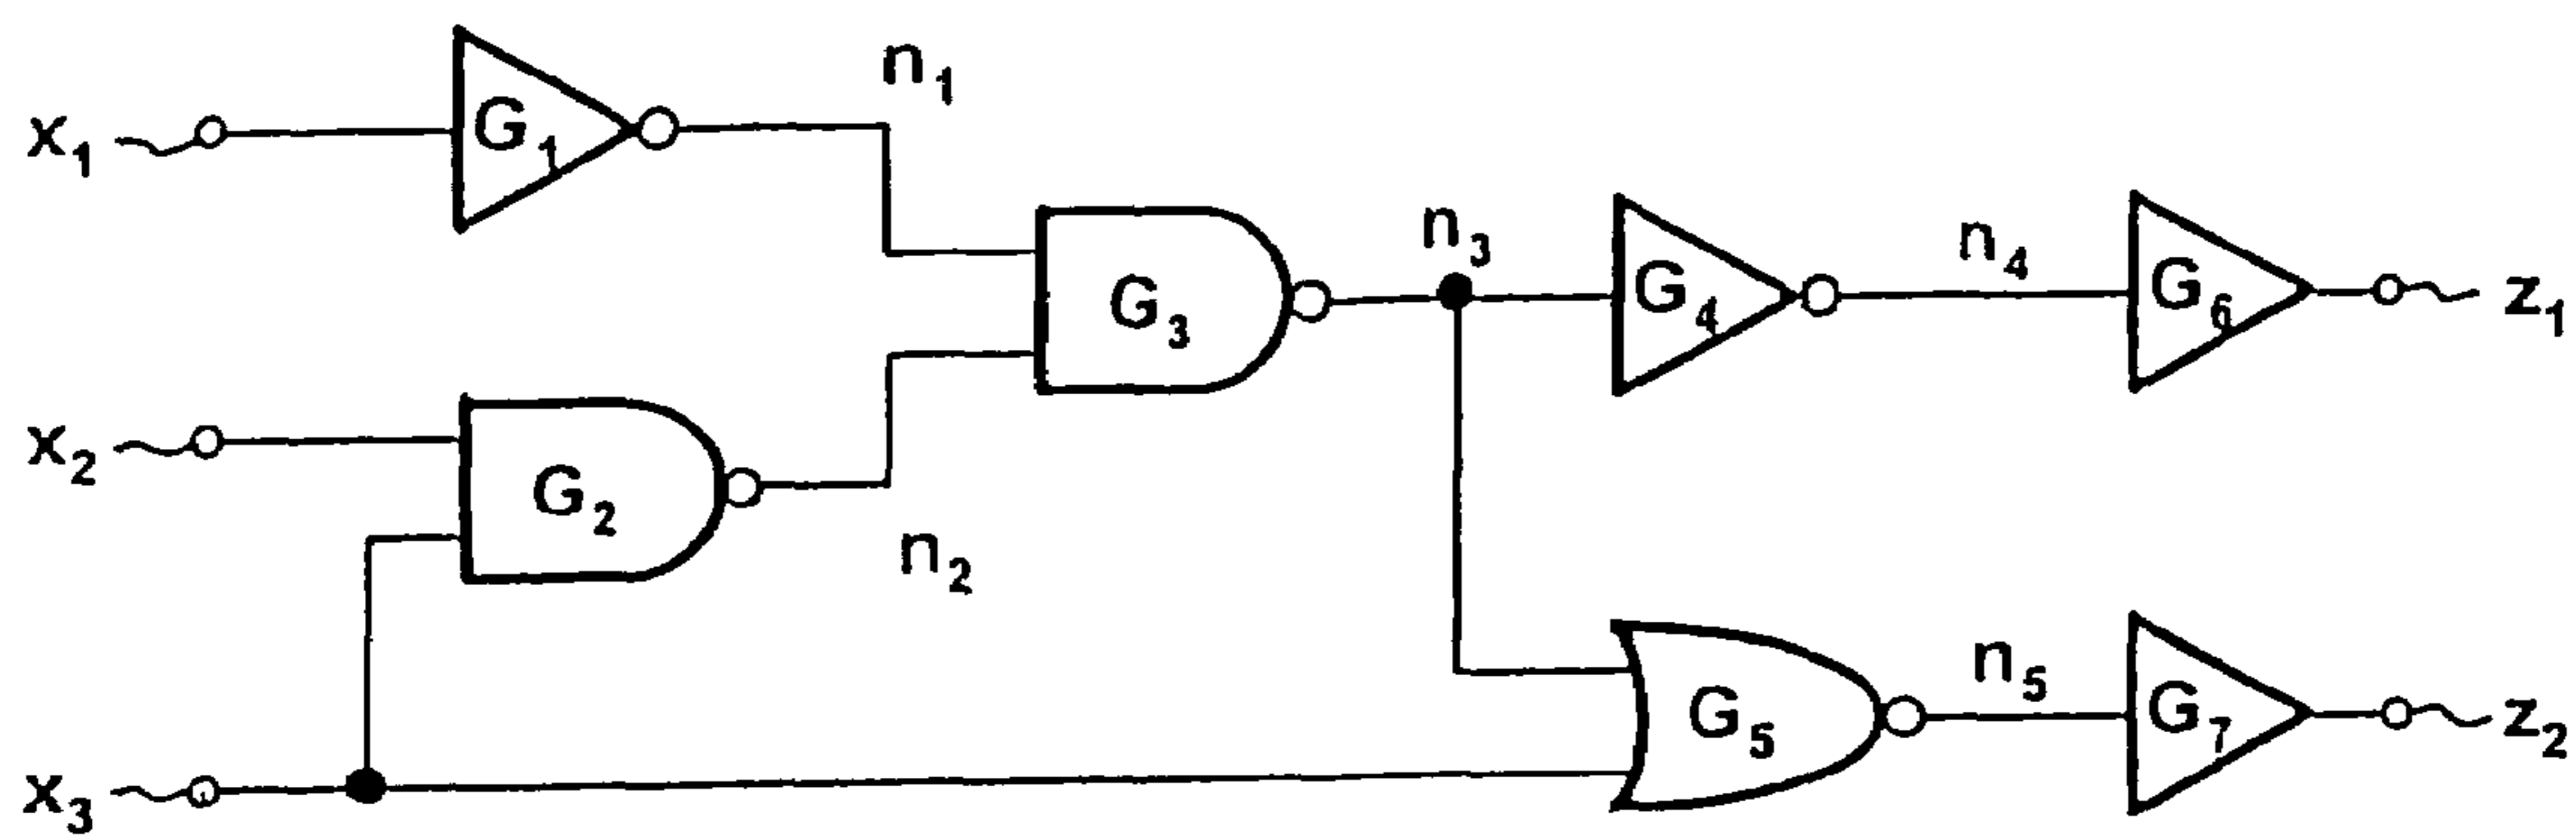 x₁ G₁ n₁
n₃ G₄ n₄ G₆ z₁
G₃
x₂ G₂ n₂
x₃ G₅ n₅ G₇ z₂